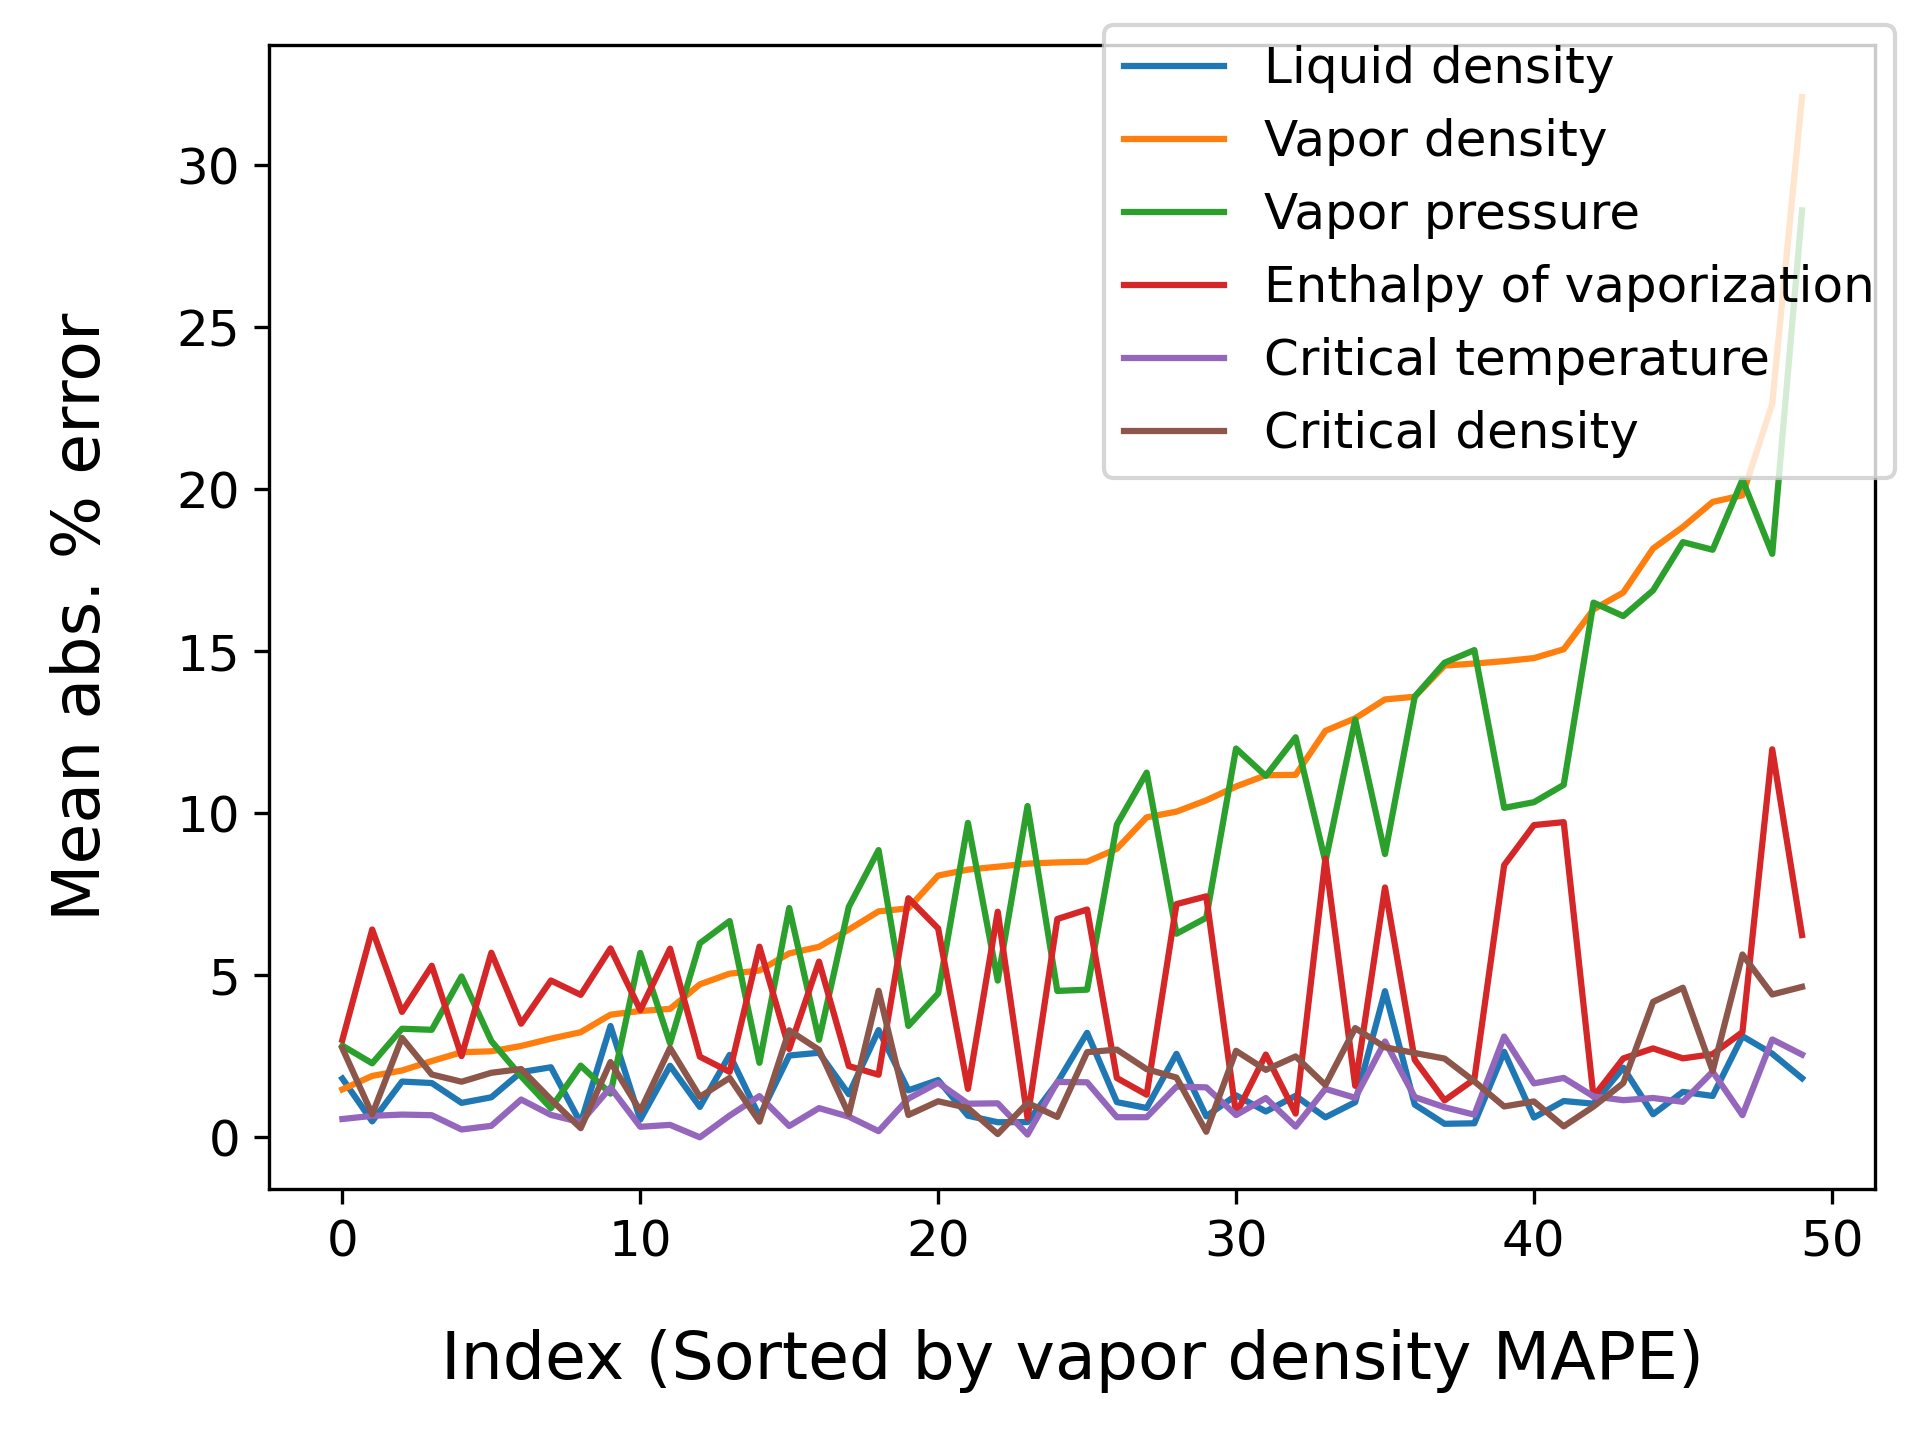 Liquid density
Vapor density
Vapor pressure
Enthalpy of vaporization
Critical temperature
Critical density
Mean abs. % error
30
25
20
15
10
5
0
0 10 20 30 40 50
Index (Sorted by vapor density MAPE)